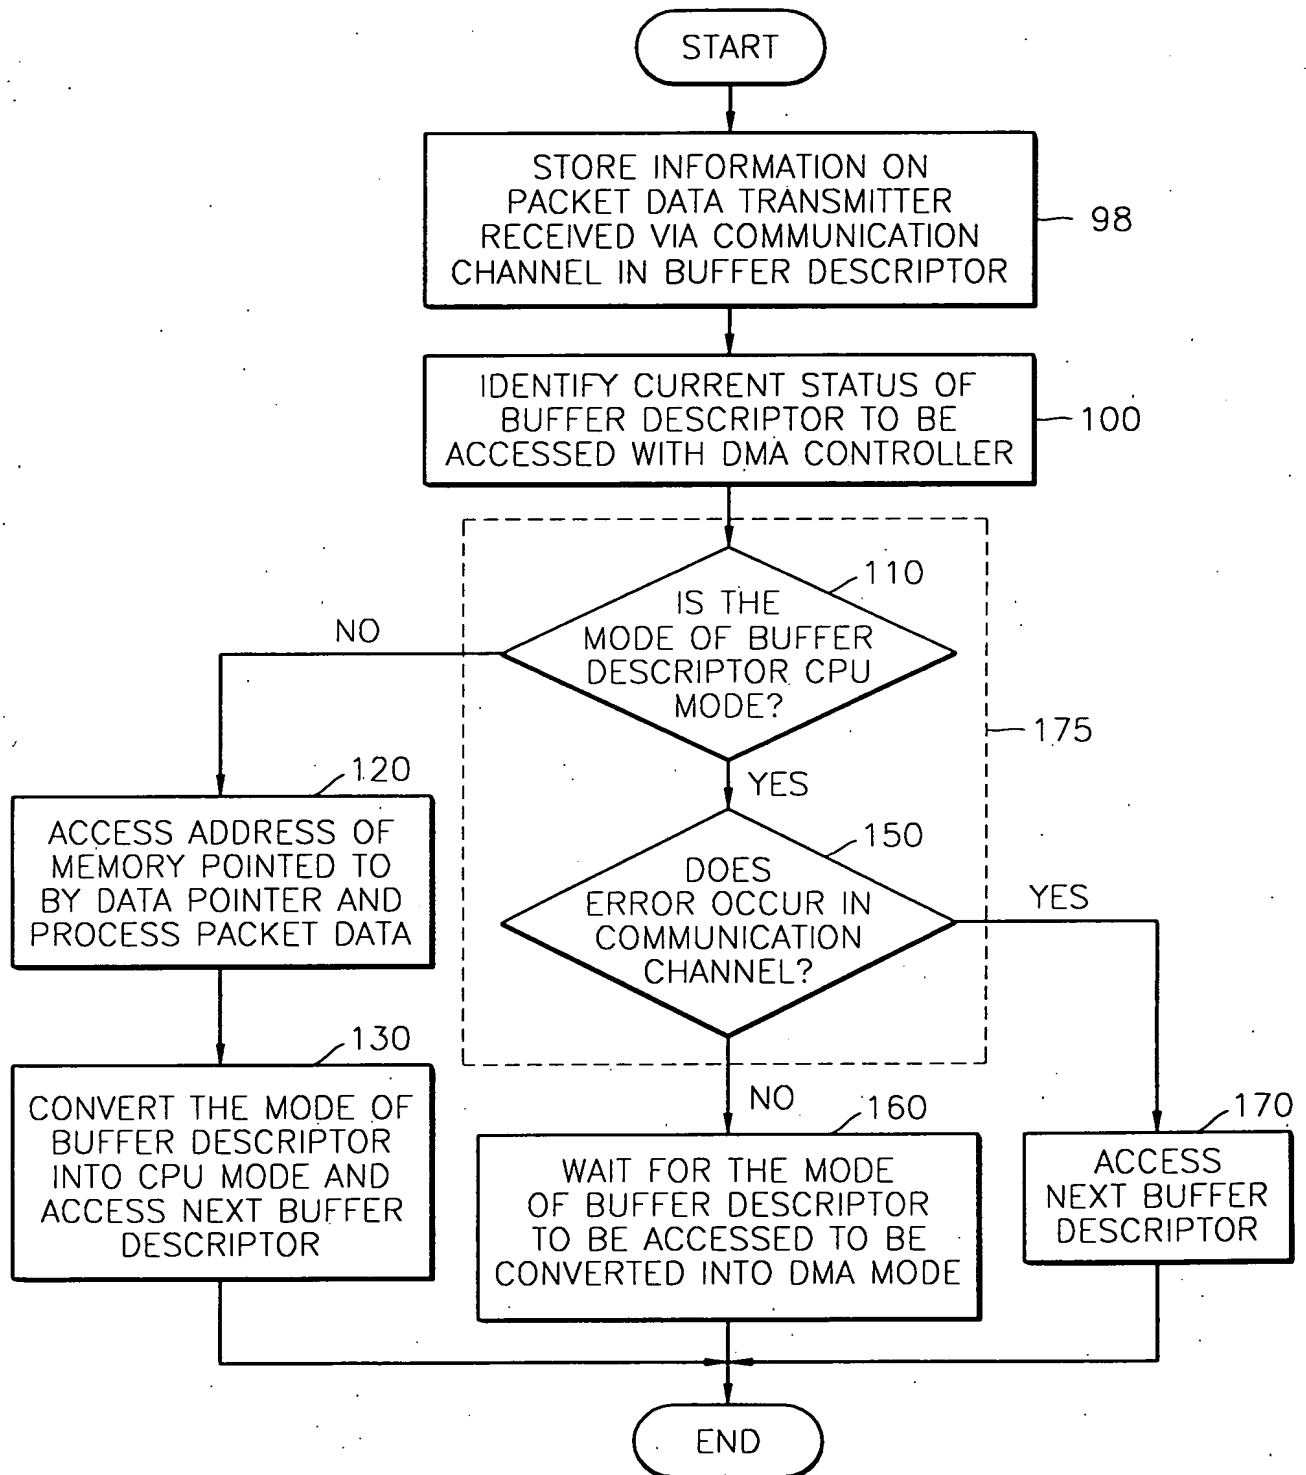 START
STORE INFORMATION ON
PACKET DATA TRANSMITTER
RECEIVED VIA COMMUNICATION
CHANNEL IN BUFFER DESCRIPTOR
98
IDENTIFY CURRENT STATUS OF
BUFFER DESCRIPTOR TO BE
ACCESSED WITH DMA CONTROLLER
100
110
IS THE
MODE OF BUFFER
DESCRIPTOR CPU
MODE?
NO
175
YES
120
ACCESS ADDRESS OF
MEMORY POINTED TO
BY DATA POINTER AND
PROCESS PACKET DATA
150
DOES
ERROR OCCUR IN
COMMUNICATION
CHANNEL?
YES
NO
130
CONVERT THE MODE OF
BUFFER DESCRIPTOR
INTO CPU MODE AND
ACCESS NEXT BUFFER
DESCRIPTOR
160
WAIT FOR THE MODE
OF BUFFER DESCRIPTOR
TO BE ACCESSED TO BE
CONVERTED INTO DMA MODE
170
ACCESS
NEXT BUFFER
DESCRIPTOR
END